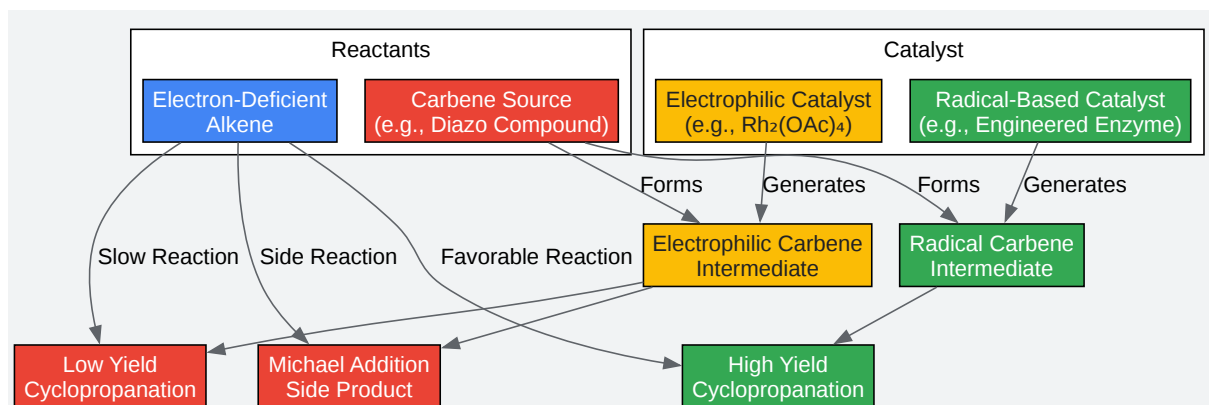 Reactants
Catalyst
Electron-Deficient
Alkene
Carbene Source
(e.g., Diazo Compound)
Electrophilic Catalyst
(e.g., Rh₂(OAc)₄)
Radical-Based Catalyst
(e.g., Engineered Enzyme)
Forms
Generates
Forms
Generates
Slow Reaction
Side Reaction
Favorable Reaction
Electrophilic Carbene
Intermediate
Radical Carbene
Intermediate
Low Yield
Cyclopropanation
Michael Addition
Side Product
High Yield
Cyclopropanation